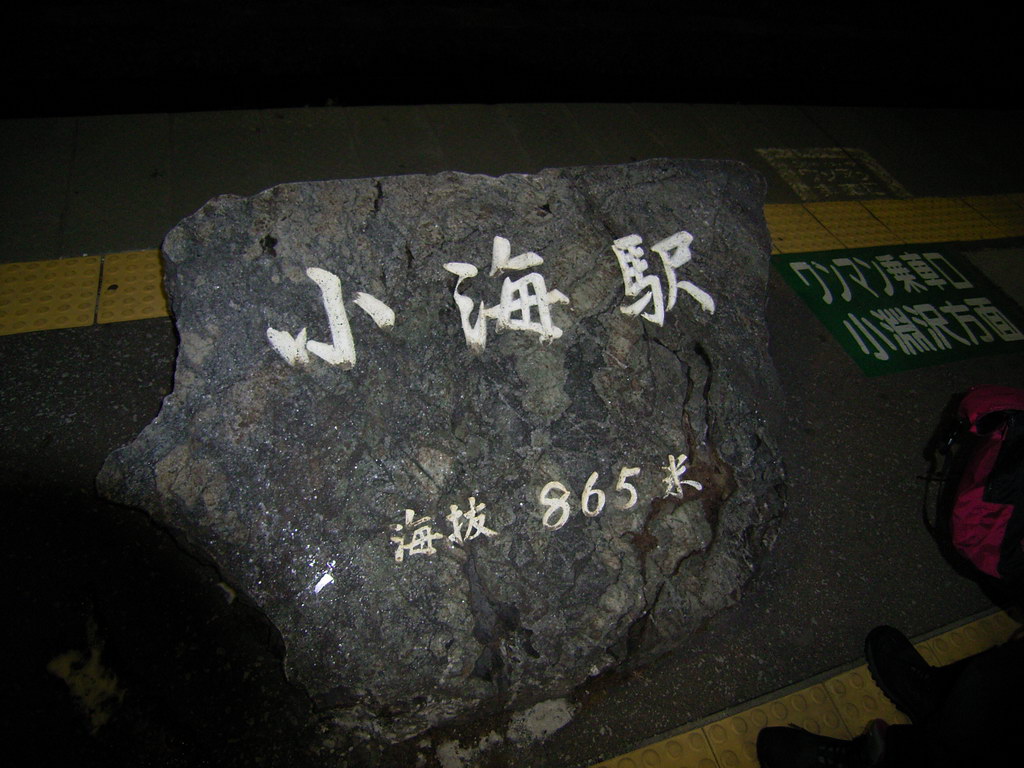 小海駅
海抜 865 米
ワンマン乗車口
小淵沢方面